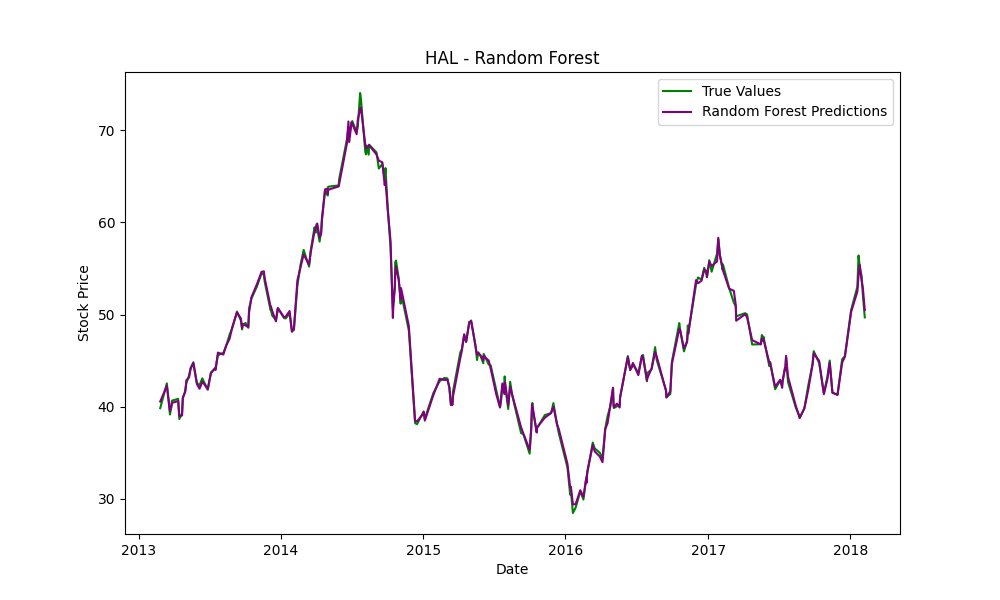 HAL - Random Forest
True Values
Random Forest Predictions
Stock Price
70
60
50
40
30
2013 2014 2015 2016 2017 2018
Date